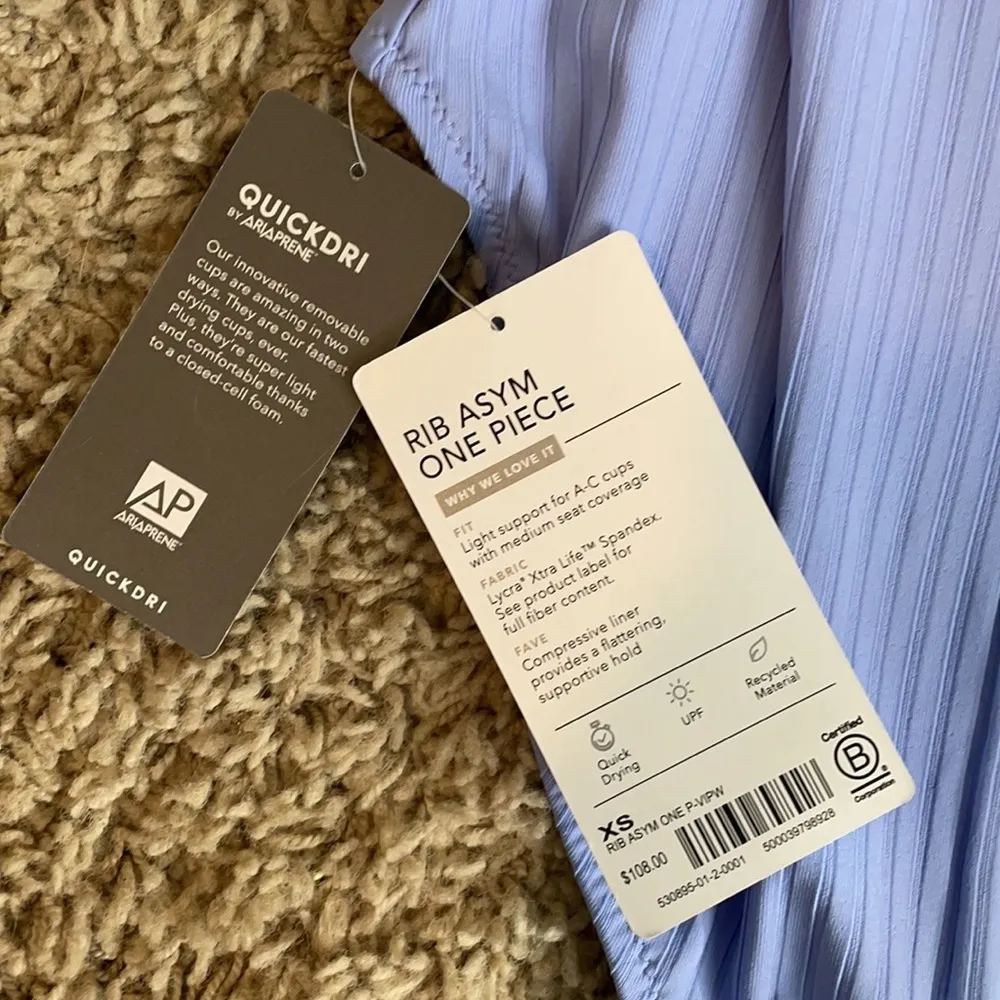 QUICKDRI
BY ARIAPRENE™
Our innovative removable
cups are amazing in two
ways. They are our fastest
drying cups, ever.
Plus, they're super light
and comfortable thanks
to a closed-cell foam.
AP
ARIAPRENE™
QUICKDRI
RIB ASYM
ONE PIECE
WHY WE LOVE IT
FIT
Light support for A-C cups
with medium seat coverage
FABRIC
Lycra® Xtra Life™ Spandex.
See product label for
full fiber content.
FAVE
Compressive liner
provides a flattering,
supportive hold
Quick
Drying
UPF
Recycled
Material
Certified
B
®
Corporation
XS
RIB ASYM ONE P-VIPW
$108.00
530895-01-2-0001
500039798928